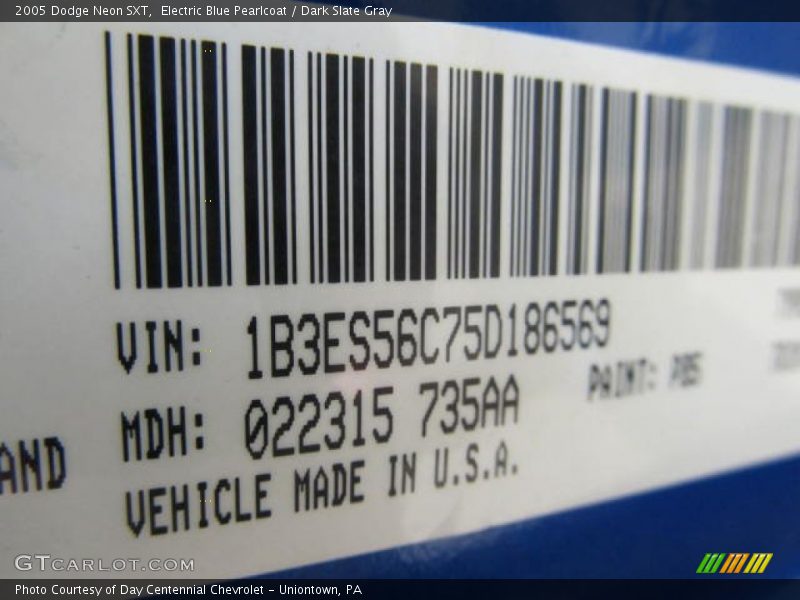 2005 Dodge Neon SXT, Electric Blue Pearlcoat / Dark Slate Gray
VIN: 1B3ES56C75D186569
MDH: 022315 735AA
PAINT: PB5
AND
VEHICLE MADE IN U.S.A.
GTCARLOT.COM
Photo Courtesy of Day Centennial Chevrolet - Uniontown, PA